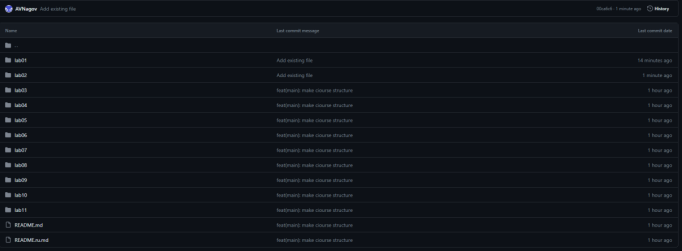 AVNagov Add existing file 1 minute ago History
Name Last commit message Last commit date
..
lab01 Add existing file 14 minutes ago
lab02 Add existing file 1 minute ago
lab03 feat(main): make course structure 1 hour ago
lab04 feat(main): make course structure 1 hour ago
lab05 feat(main): make course structure 1 hour ago
lab06 feat(main): make course structure 1 hour ago
lab07 feat(main): make course structure 1 hour ago
lab08 feat(main): make course structure 1 hour ago
lab09 feat(main): make course structure 1 hour ago
lab10 feat(main): make course structure 1 hour ago
lab11 feat(main): make course structure 1 hour ago
README.md feat(main): make course structure 1 hour ago
README.ru.md feat(main): make course structure 1 hour ago